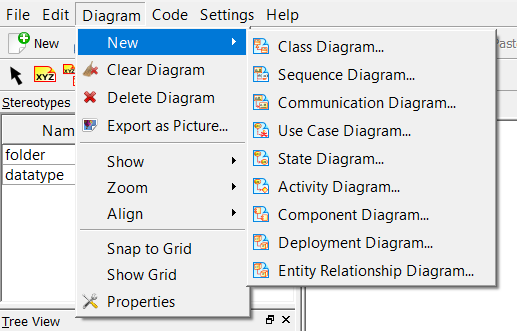 File Edit Diagram Code Settings Help
New
New
Class Diagram...
Clear Diagram
Sequence Diagram...
Delete Diagram
Communication Diagram...
Export as Picture...
Use Case Diagram...
State Diagram...
Show
Activity Diagram...
Zoom
Component Diagram...
Align
Deployment Diagram...
Snap to Grid
Entity Relationship Diagram...
Show Grid
Properties
XYZ
Stereotypes
folder
datatype
Tree View